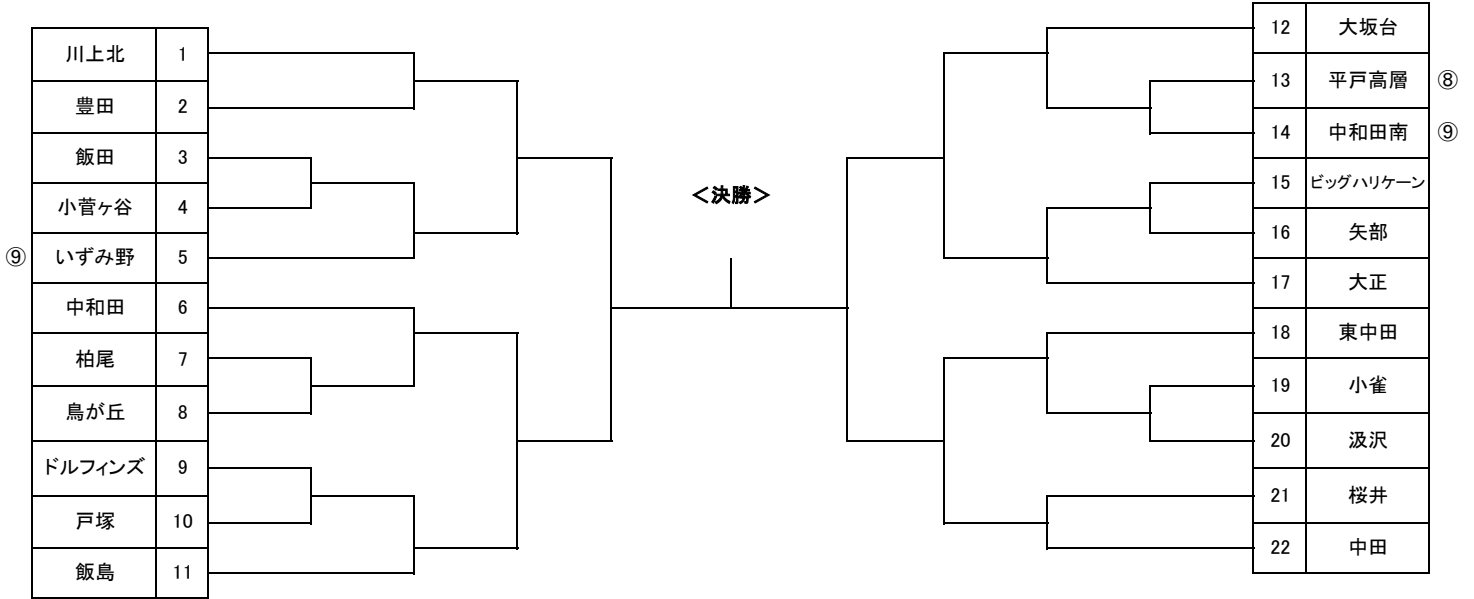 川上北 1
豊田 2
飯田 3
小菅ヶ谷 4
⑨ いずみ野 5
中和田 6
柏尾 7
鳥が丘 8
ドルフィンズ 9
戸塚 10
飯島 11
＜決勝＞
12 大坂台
13 平戸高層 ⑧
14 中和田南 ⑨
15 ビッグハリケーン
16 矢部
17 大正
18 東中田
19 小雀
20 汲沢
21 桜井
22 中田